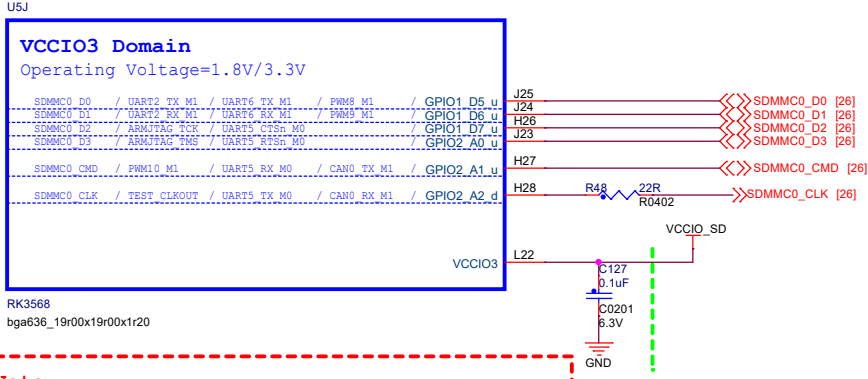 U5J
VCCIO3 Domain
Operating Voltage=1.8V/3.3V
SDMMC0_D0 / UART2_TX_M1 / UART6_TX_M1 / PWM8_M1 / GPIO1_D5_u J25 SDMMC0_D0 [26]
SDMMC0_D1 / UART2_RX_M1 / UART6_RX_M1 / PWM9_M1 / GPIO1_D6_u J24 SDMMC0_D1 [26]
SDMMC0_D2 / ARMJTAG_TCK / UART5_CTSn_M0 / GPIO1_D7_u H26 SDMMC0_D2 [26]
SDMMC0_D3 / ARMJTAG_TMS / UART5_RTSn_M0 / GPIO2_A0_u J23 SDMMC0_D3 [26]
SDMMC0_CMD / PWM10_M1 / UART5_RX_M0 / CAN0_TX_M1 / GPIO2_A1_u H27 SDMMC0_CMD [26]
SDMMC0_CLK / TEST_CLKOUT / UART5_TX_M0 / CAN0_RX_M1 / GPIO2_A2_d H28 R48 22R SDMMC0_CLK [26]
R0402
VCCIO_SD
VCCIO3 L22
C127
0.1uF
C0201
6.3V
GND
RK3568
bga636_19r00x19r00x1r20